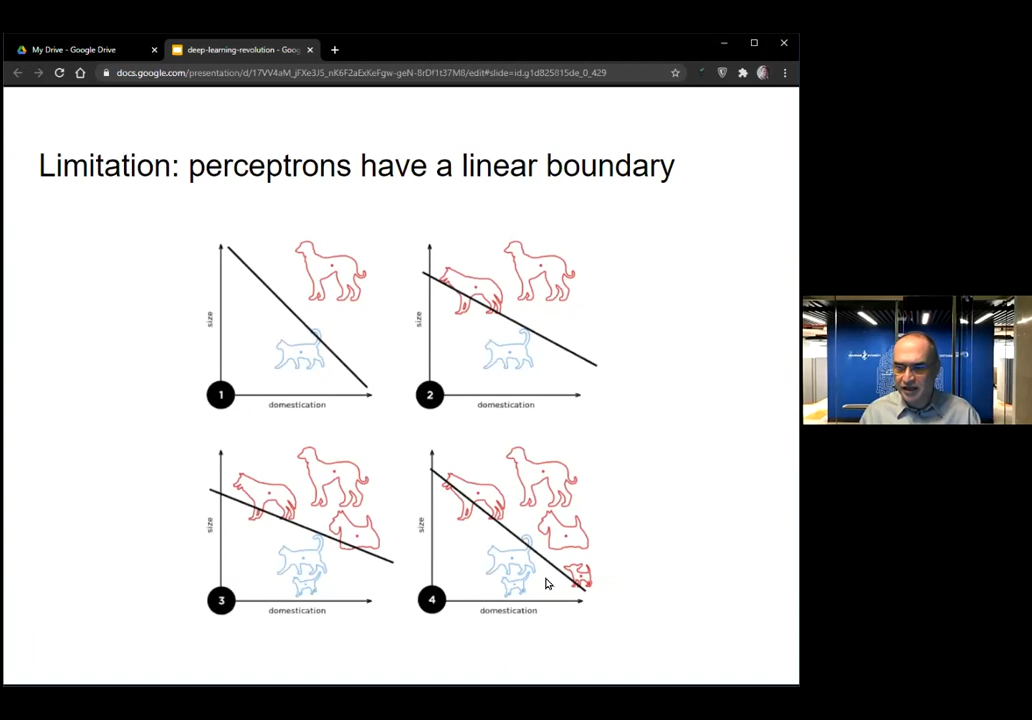 My Drive - Google Drive
deep-learning-revolution - Goog
docs.google.com/presentation/d/17VV4aM_jFXe3J5_nK6F2aExKeFgw-geN-8rDf1t37M8/edit#slide=id.g1d825815de_0_429
Limitation: perceptrons have a linear boundary
size
size
1
domestication
2
domestication
size
size
3
domestication
4
domestication